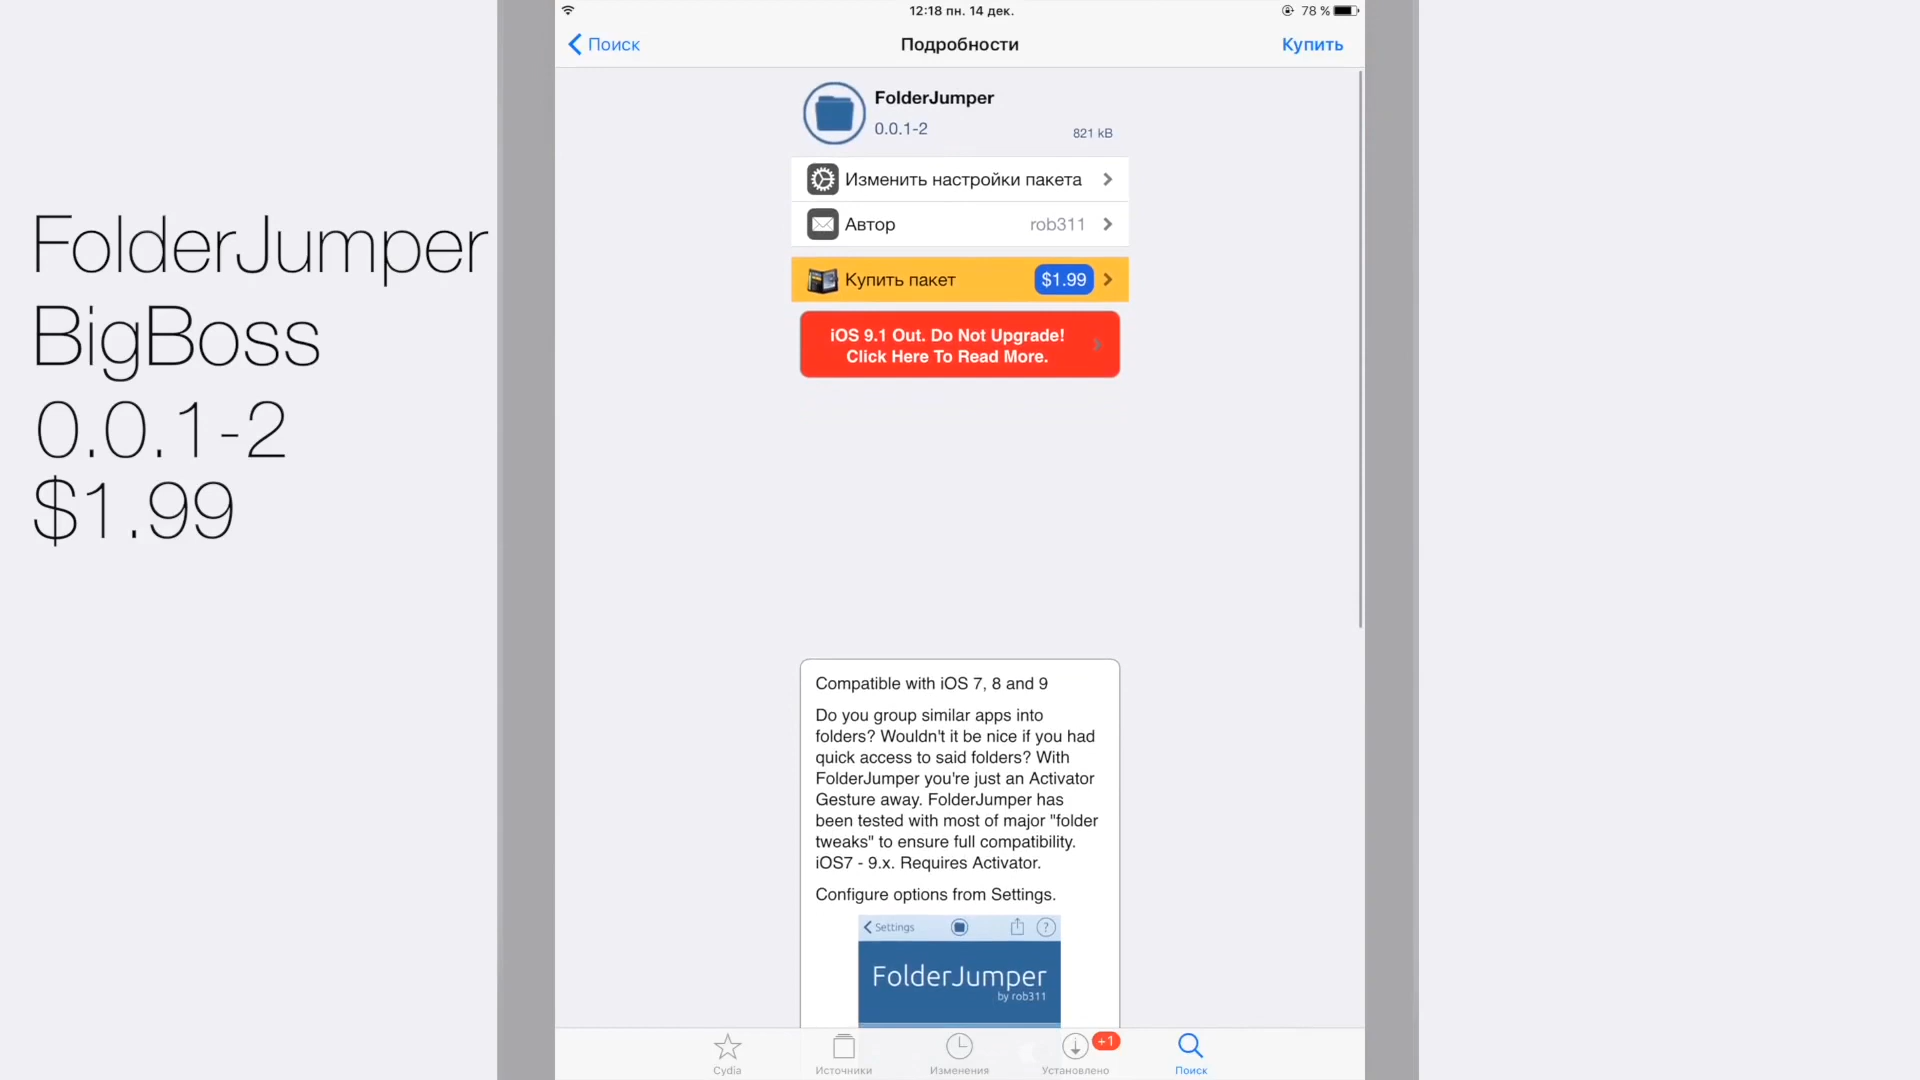 12:18 пн. 14 дек.
78 %
Поиск
Подробности
Купить
FolderJumper
0.0.1-2
821 kB
Изменить настройки пакета
Автор
rob311
Купить пакет
$1.99
iOS 9.1 Out. Do Not Upgrade!
Click Here To Read More.
FolderJumper
BigBoss
0.0.1-2
$1.99
Compatible with iOS 7, 8 and 9
Do you group similar apps into
folders? Wouldn't it be nice if you had
quick access to said folders? With
FolderJumper you're just an Activator
Gesture away. FolderJumper has
been tested with most of major "folder
tweaks" to ensure full compatibility.
iOS7 - 9.x. Requires Activator.
Configure options from Settings.
Settings
?
FolderJumper
by rob311
+1
Cydia
Источники
Изменения
Установлено
Поиск